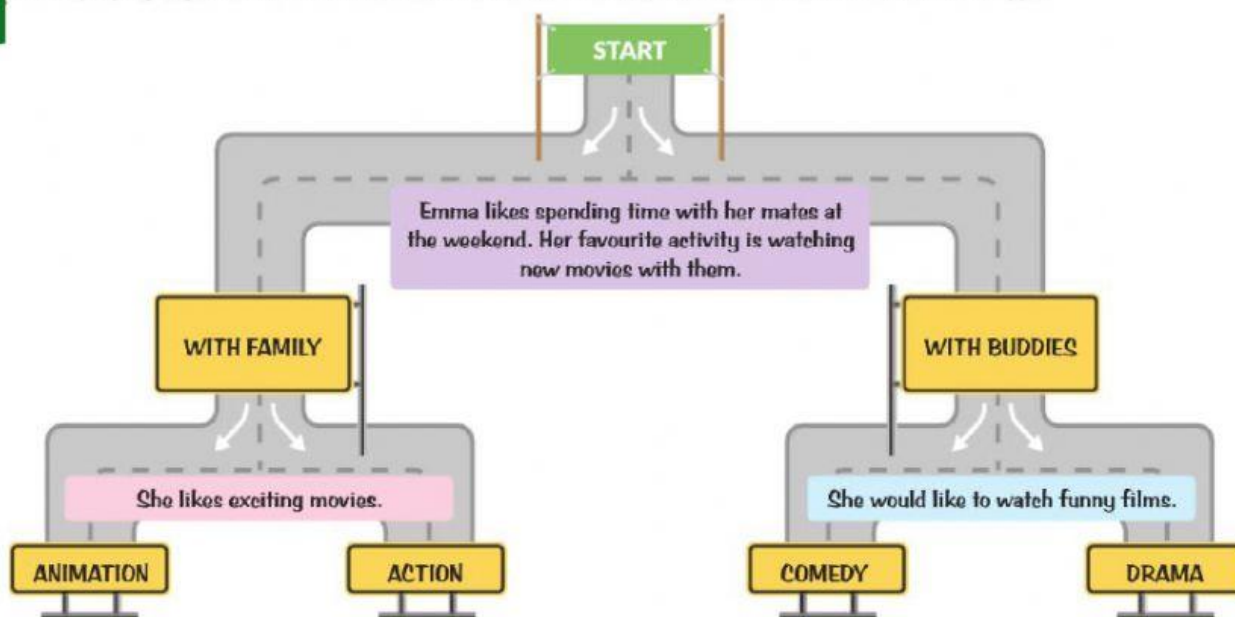 START
Emma likes spending time with her mates at
the weekend. Her favourite activity is watching
new movies with them.
WITH FAMILY
WITH BUDDIES
She likes exciting movies.
She would like to watch funny films.
ANIMATION
ACTION
COMEDY
DRAMA